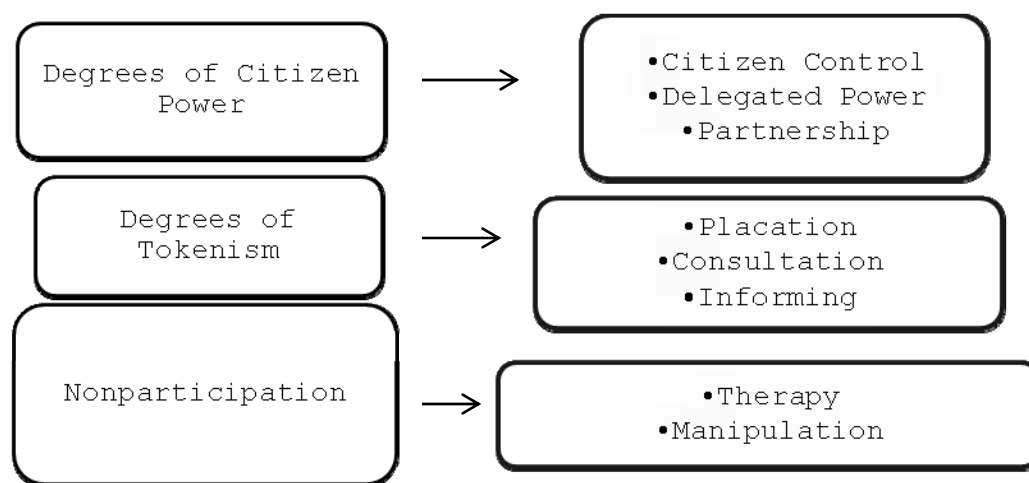 Degrees of Citizen
Power
•Citizen Control
•Delegated Power
•Partnership
Degrees of
Tokenism
•Placation
•Consultation
•Informing
Nonparticipation
•Therapy
•Manipulation